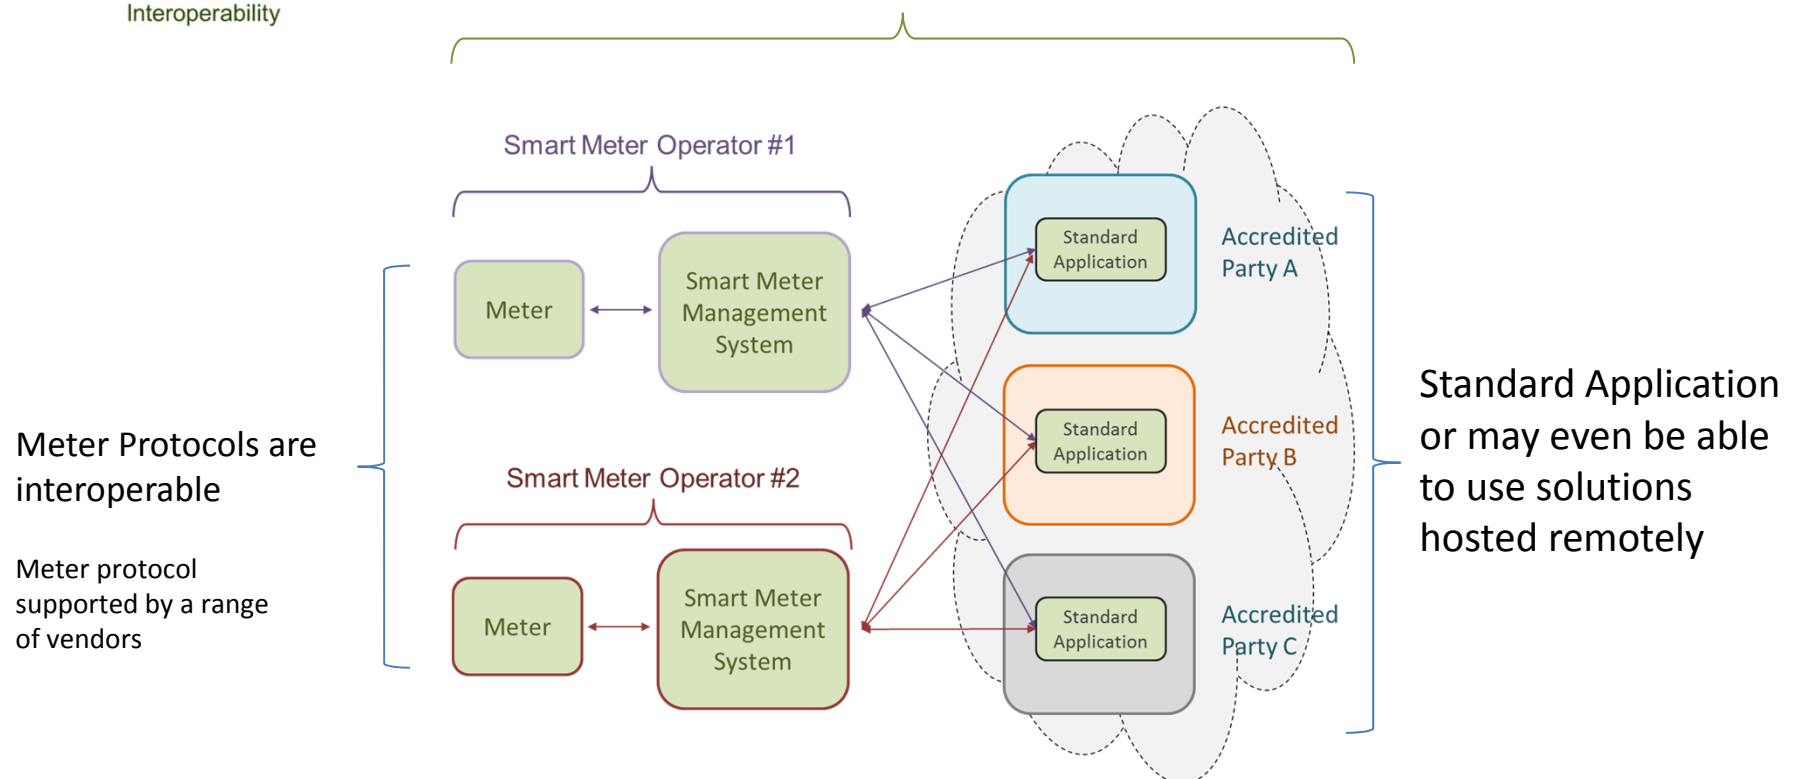 Interoperability
Smart Meter Operator #1
Meter
Smart Meter
Management
System
Standard
Application
Accredited
Party A
Meter Protocols are
interoperable
Meter protocol
supported by a range
of vendors
Standard
Application
Accredited
Party B
Standard Application
or may even be able
to use solutions
hosted remotely
Smart Meter Operator #2
Meter
Smart Meter
Management
System
Standard
Application
Accredited
Party C